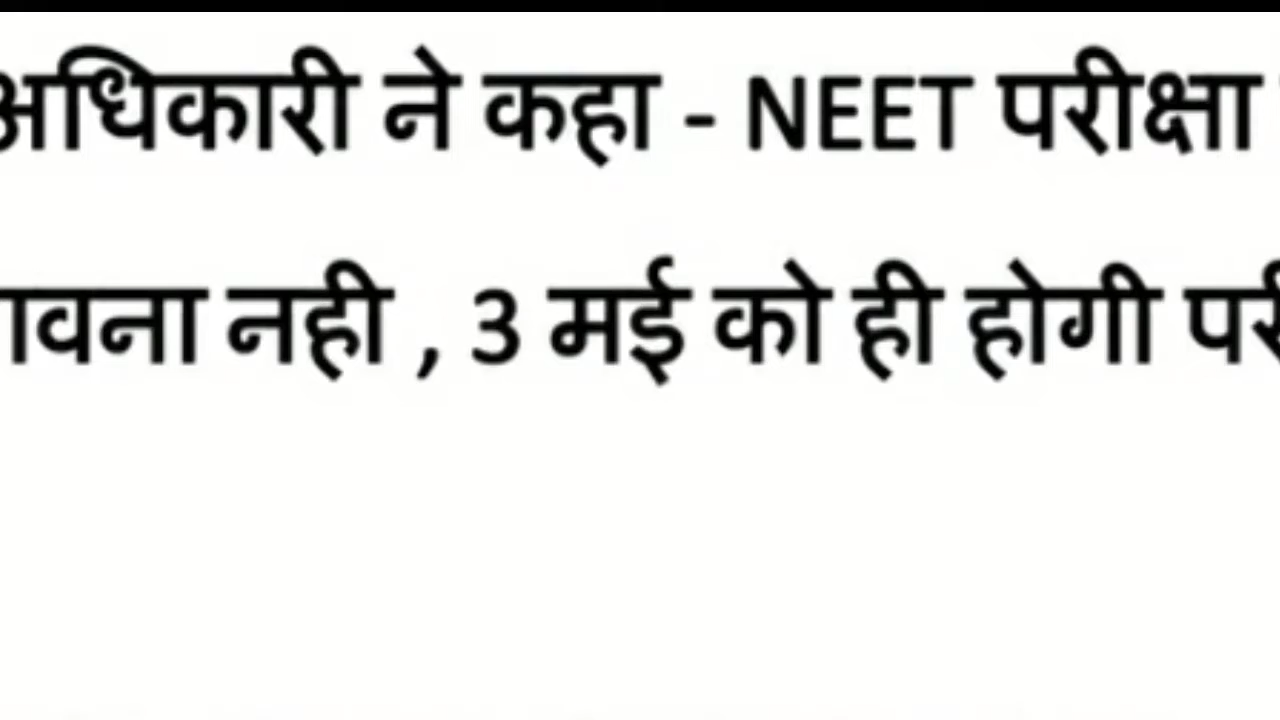 अधिकारी ने कहा - NEET परीक्षा
ावना नही , 3 मई को ही होगी परी